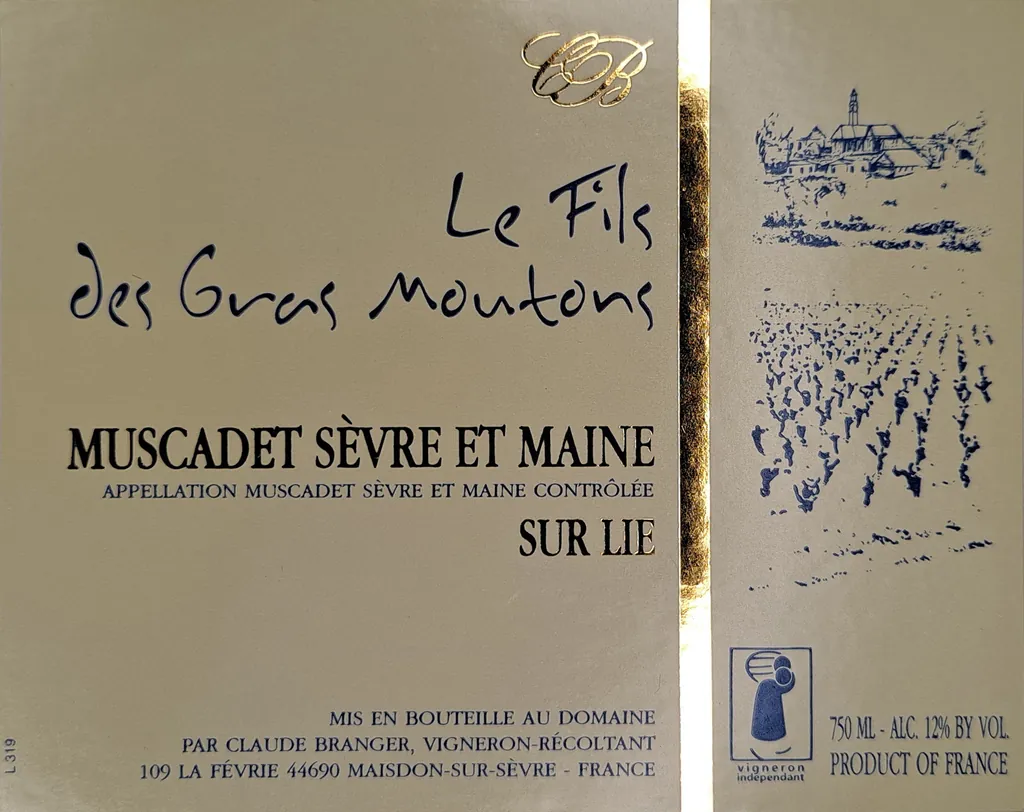 CB
Le Fils
des Gras Moutons
MUSCADET SÈVRE ET MAINE
APPELLATION MUSCADET SÈVRE ET MAINE CONTRÔLÉE
SUR LIE
MIS EN BOUTEILLE AU DOMAINE
PAR CLAUDE BRANGER, VIGNERON-RÉCOLTANT
109 LA FÉVRIE 44690 MAISDON-SUR-SÈVRE - FRANCE
L 319
vigneron
indépendant
750 ML - ALC. 12% BY VOL.
PRODUCT OF FRANCE